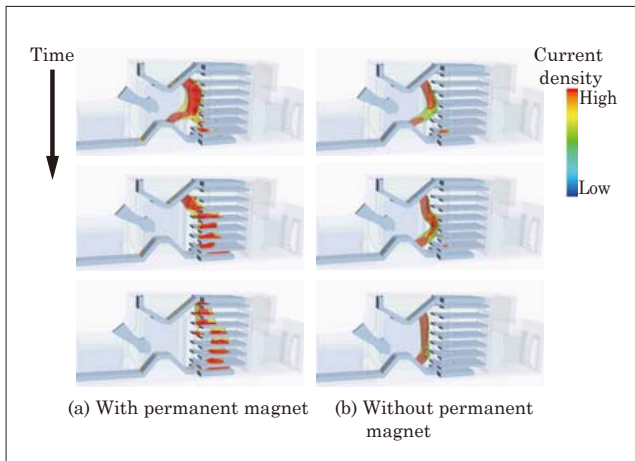 Time
Current
density
High
Low
(a) With permanent magnet
(b) Without permanent
magnet